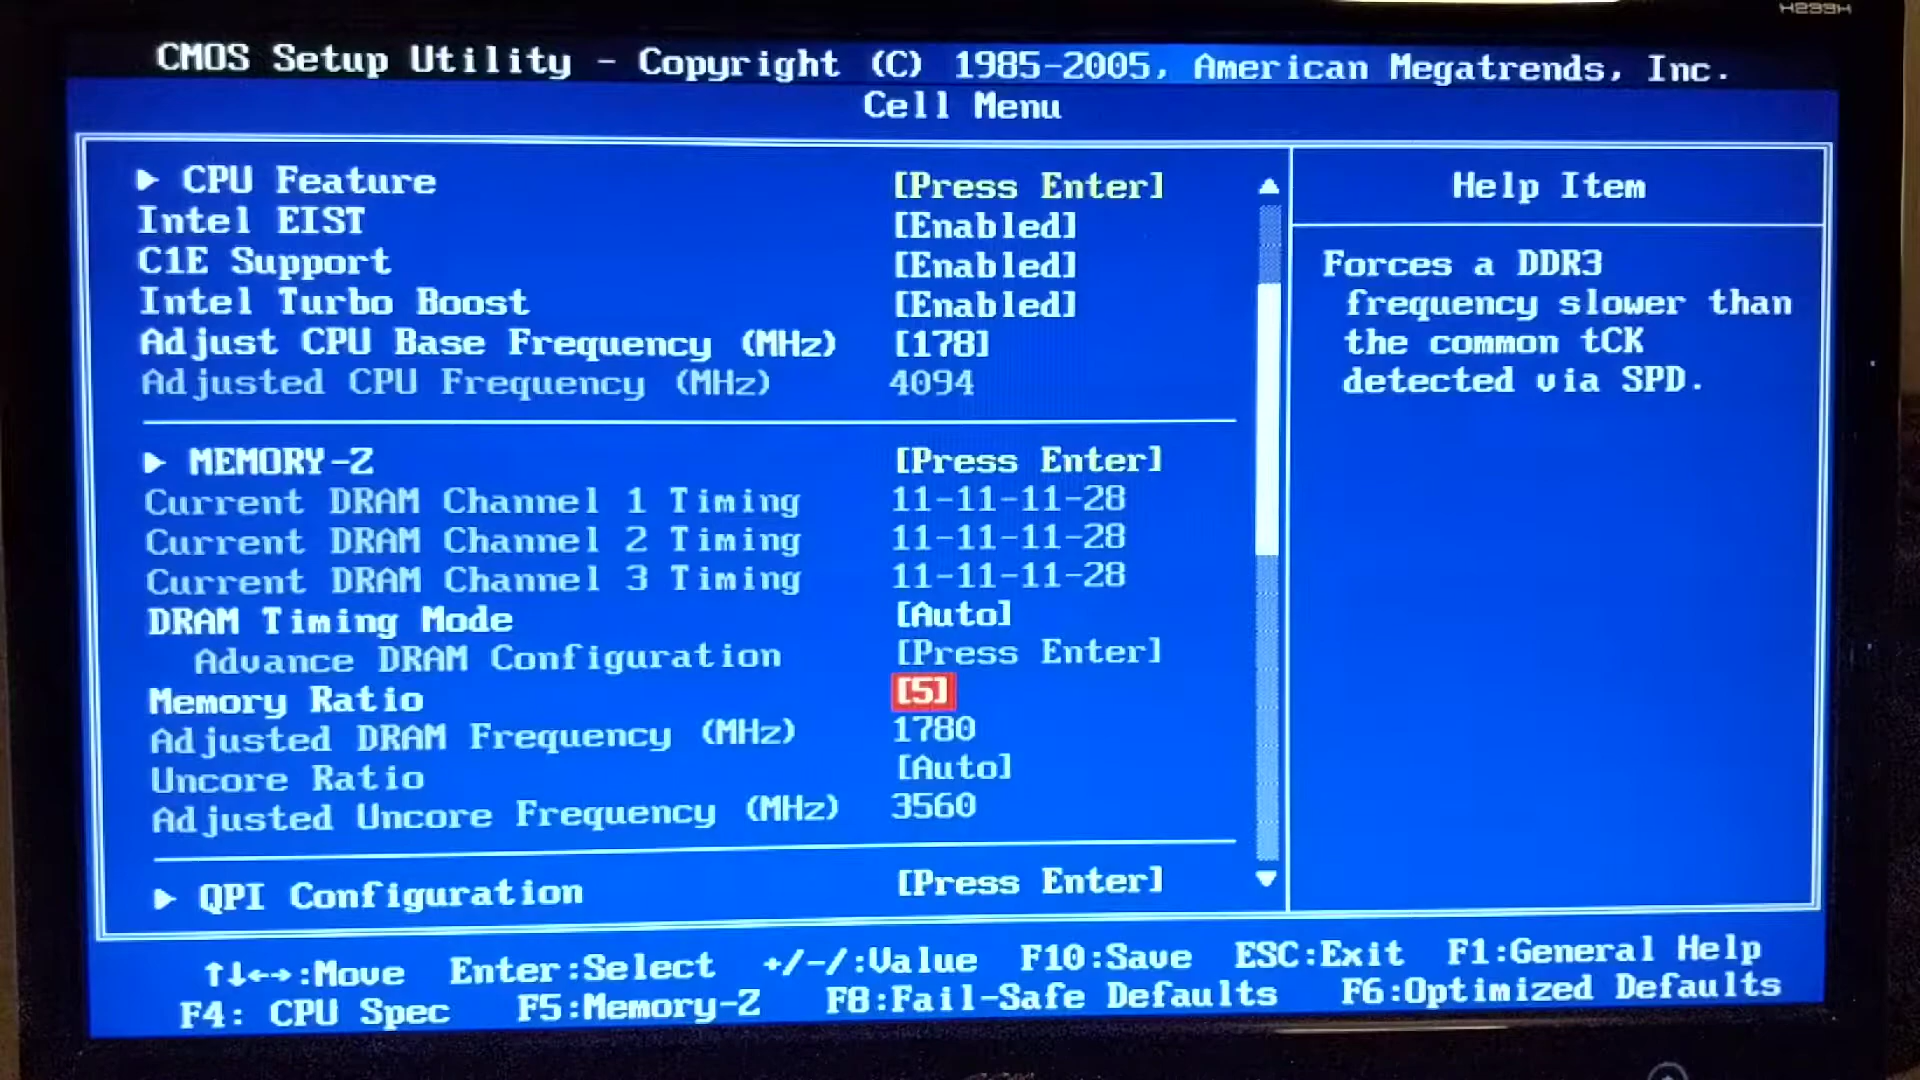 H233H
CMOS Setup Utility - Copyright (C) 1985-2005, American Megatrends, Inc.
Cell Menu
► CPU Feature [Press Enter]
Intel EIST [Enabled]
C1E Support [Enabled]
Intel Turbo Boost [Enabled]
Adjust CPU Base Frequency (MHz) [178]
Adjusted CPU Frequency (MHz) 4094
► MEMORY-Z [Press Enter]
Current DRAM Channel 1 Timing 11-11-11-28
Current DRAM Channel 2 Timing 11-11-11-28
Current DRAM Channel 3 Timing 11-11-11-28
DRAM Timing Mode [Auto]
Advance DRAM Configuration [Press Enter]
Memory Ratio [5]
Adjusted DRAM Frequency (MHz) 1780
Uncore Ratio [Auto]
Adjusted Uncore Frequency (MHz) 3560
► QPI Configuration [Press Enter]
Help Item
Forces a DDR3
frequency slower than
the common tCK
detected via SPD.
↑↓←→:Move Enter:Select +/-/:Value F10:Save ESC:Exit F1:General Help
F4: CPU Spec F5:Memory-Z F8:Fail-Safe Defaults F6:Optimized Defaults